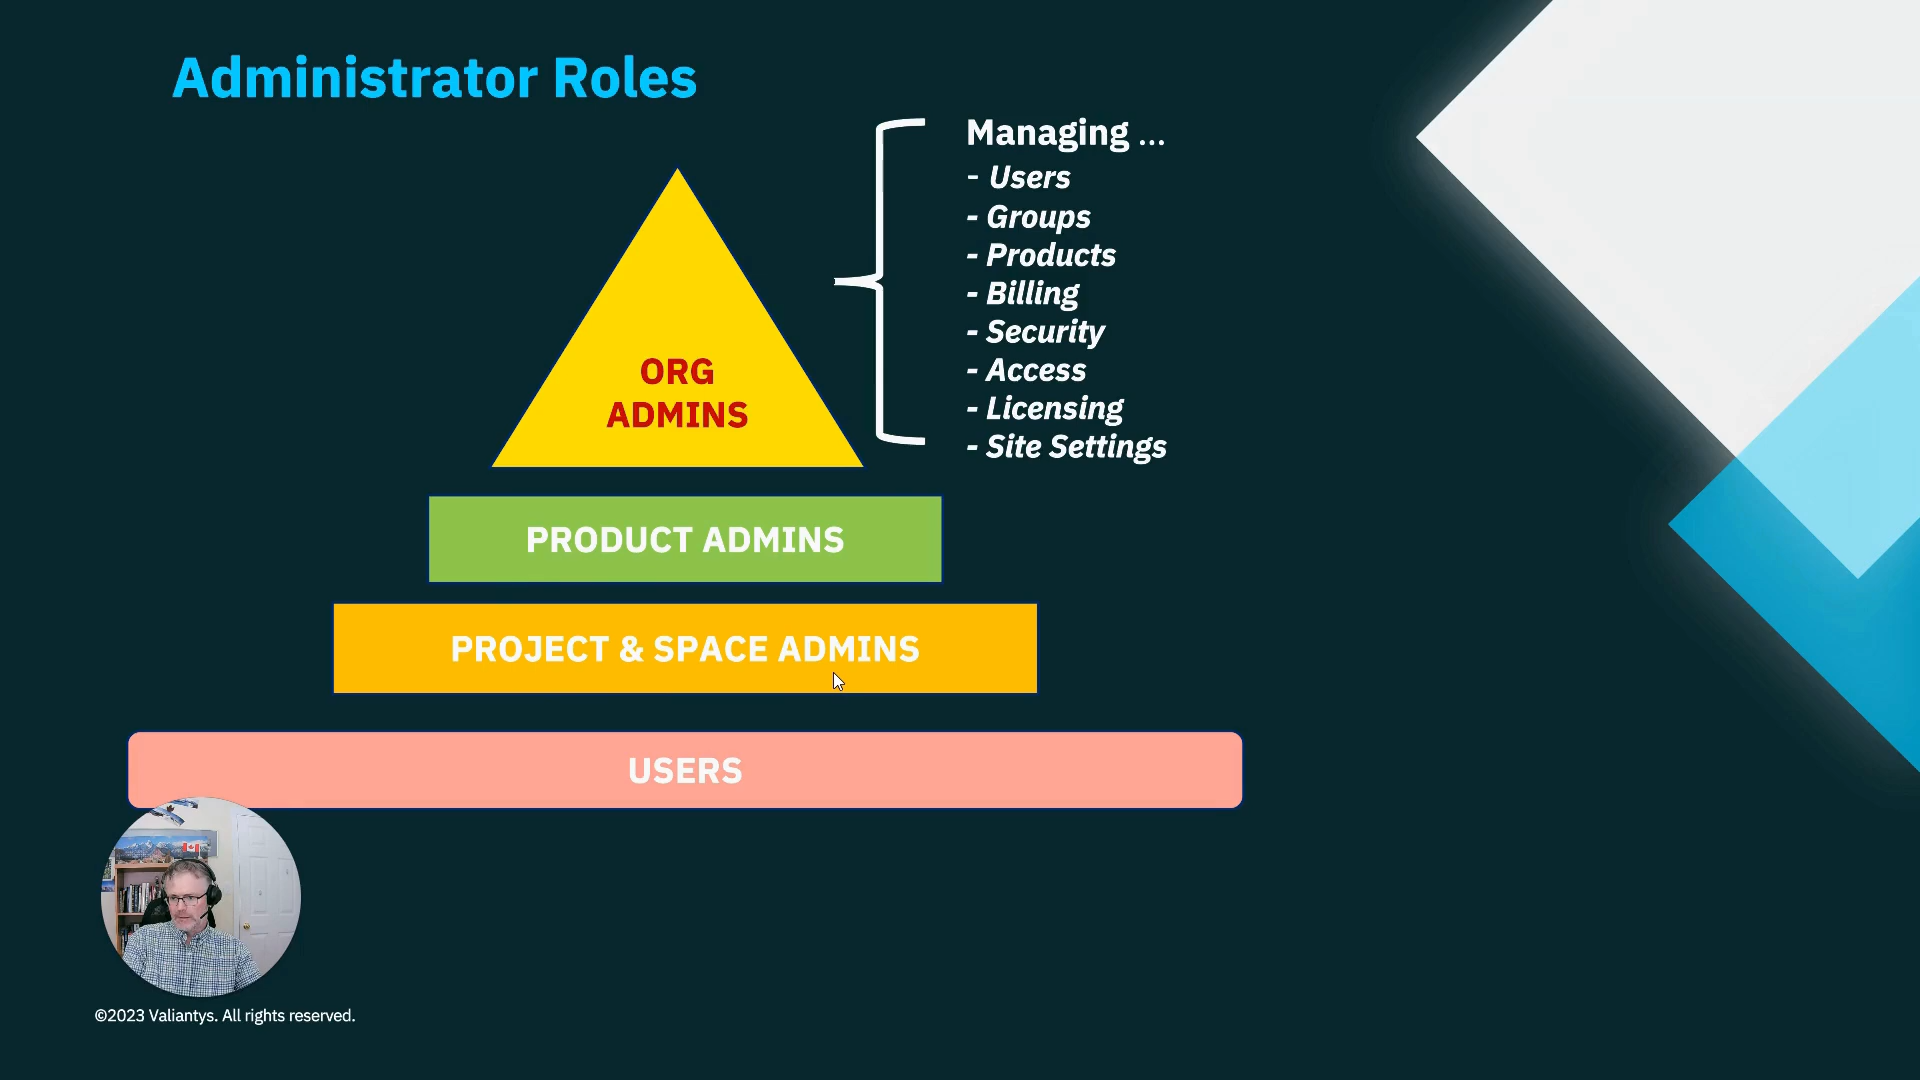 Administrator Roles
Managing ...
- Users
- Groups
- Products
- Billing
- Security
- Access
- Licensing
- Site Settings
ORG
ADMINS
PRODUCT ADMINS
PROJECT & SPACE ADMINS
USERS
©2023 Valiantys. All rights reserved.